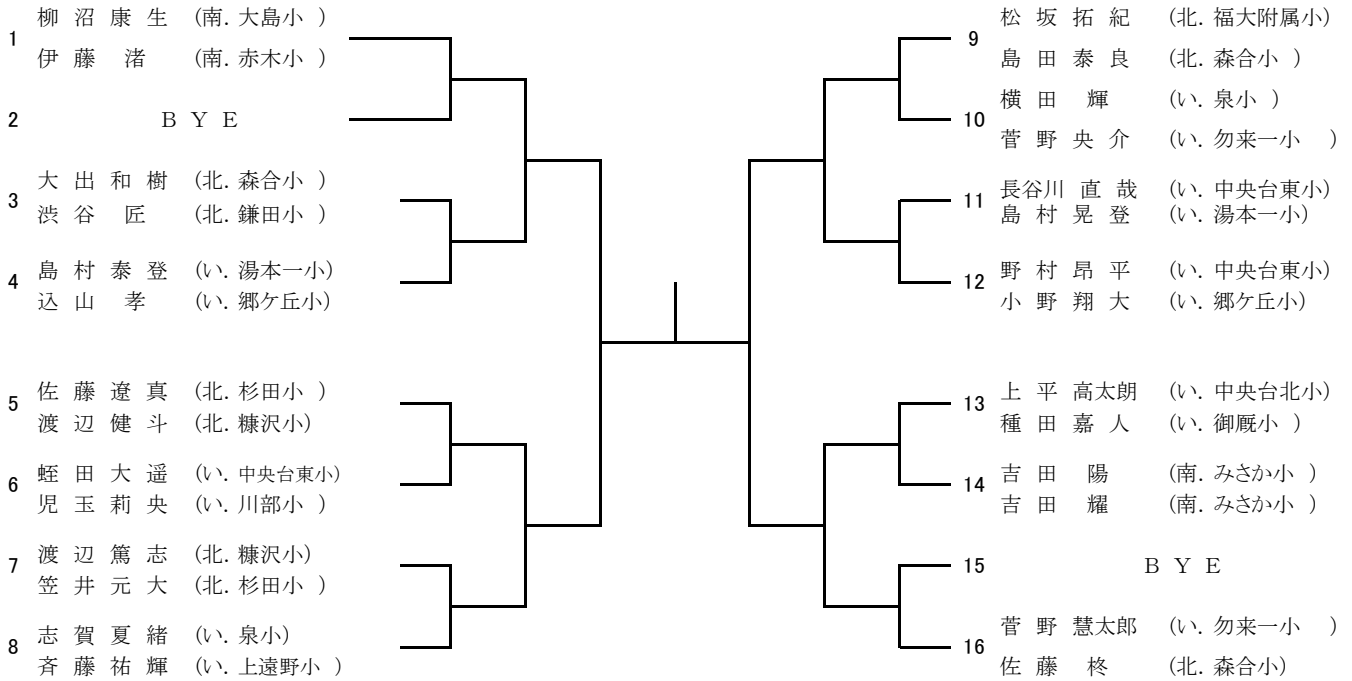 1
柳 沼 康 生 (南. 大島小 )
伊 藤 渚 (南. 赤木小 )
2
B Y E
3
大 出 和 樹 (北. 森合小 )
渋 谷 匠 (北. 鎌田小 )
4
島 村 泰 登 (い. 湯本一小)
込 山 孝 (い. 郷ケ丘小)
5
佐 藤 遼 真 (北. 杉田小 )
渡 辺 健 斗 (北. 糠沢小)
6
蛭 田 大 遥 (い. 中央台東小)
児 玉 莉 央 (い. 川部小 )
7
渡 辺 篤 志 (北. 糠沢小)
笠 井 元 大 (北. 杉田小 )
8
志 賀 夏 緒 (い. 泉小)
斉 藤 祐 輝 (い. 上遠野小 )
9
松 坂 拓 紀 (北. 福大附属小)
島 田 泰 良 (北. 森合小 )
10
横 田 輝 (い. 泉小 )
菅 野 央 介 (い. 勿来一小 )
11
長谷川 直 哉 (い. 中央台東小)
島 村 晃 登 (い. 湯本一小)
12
野 村 昂 平 (い. 中央台東小)
小 野 翔 大 (い. 郷ケ丘小)
13
上 平 高太朗 (い. 中央台北小)
種 田 嘉 人 (い. 御厩小 )
14
吉 田 陽 (南. みさか小 )
吉 田 耀 (南. みさか小 )
15
B Y E
16
菅 野 慧太郎 (い. 勿来一小 )
佐 藤 柊 (北. 森合小)